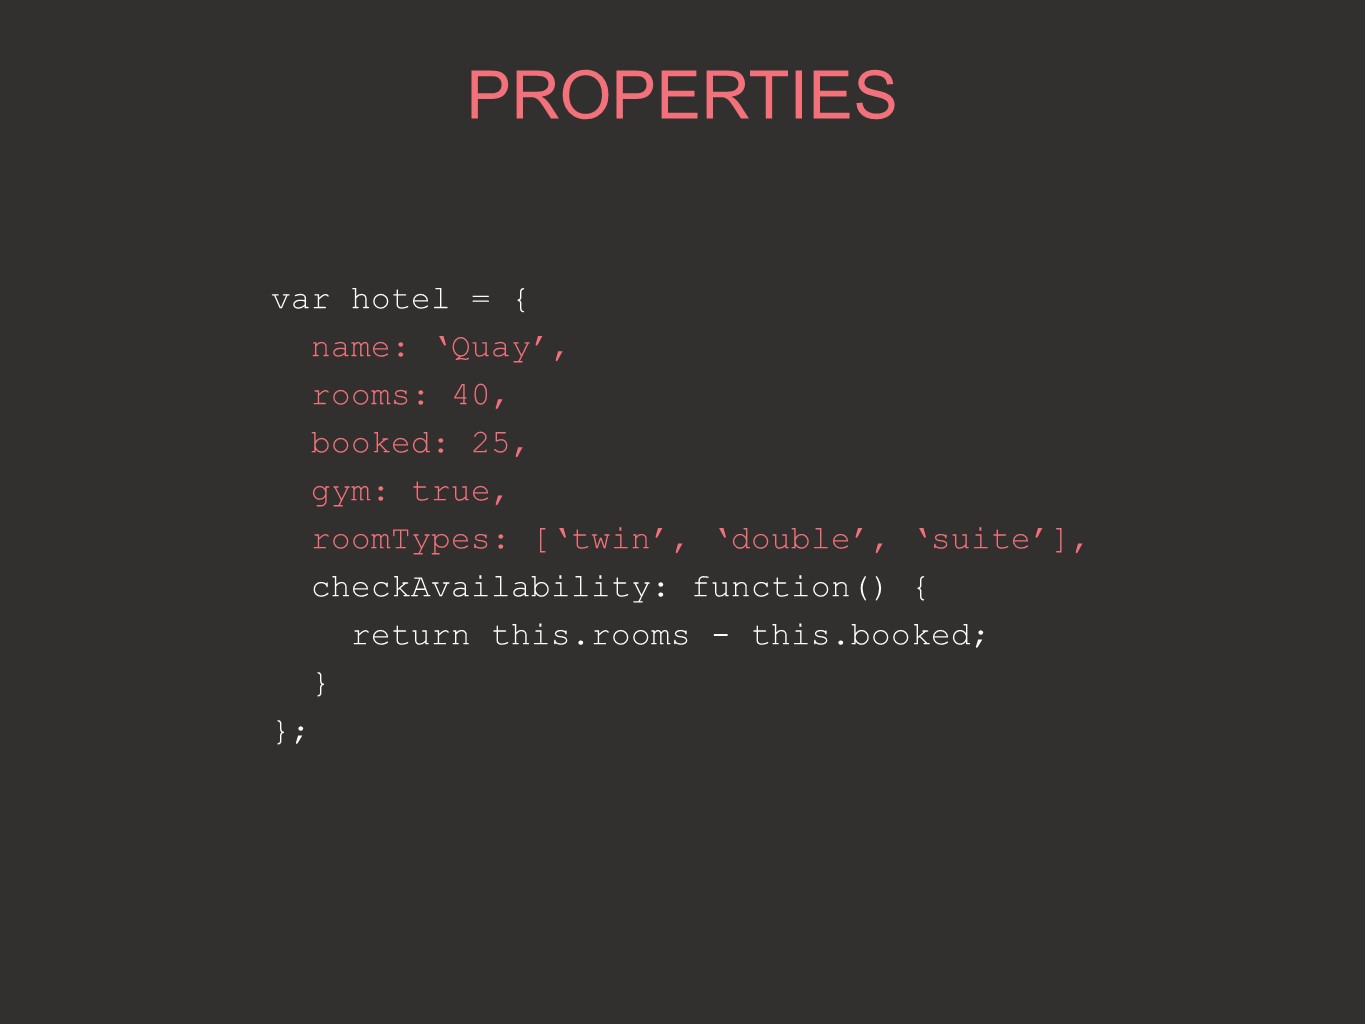 PROPERTIES
var hotel = {
  name: ‘Quay’,
  rooms: 40,
  booked: 25,
  gym: true,
  roomTypes: [‘twin’, ‘double’, ‘suite’],
  checkAvailability: function() {
    return this.rooms - this.booked;
  }
};